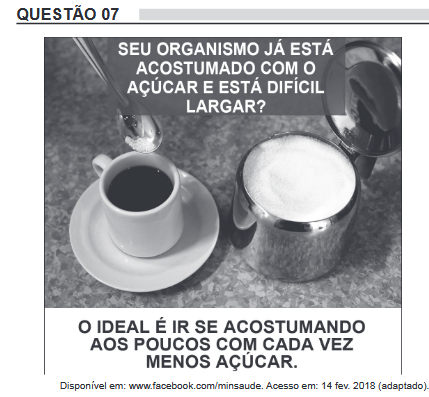 QUESTÃO 07
SEU ORGANISMO JÁ ESTÁ
ACOSTUMADO COM O
AÇÚCAR E ESTÁ DIFÍCIL
LARGAR?
O IDEAL É IR SE ACOSTUMANDO
AOS POUCOS COM CADA VEZ
MENOS AÇÚCAR.
Disponível em: www.facebook.com/minsaude. Acesso em: 14 fev. 2018 (adaptado).